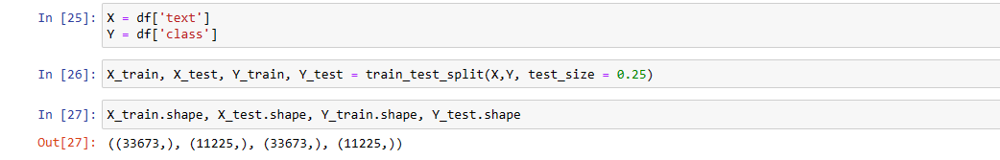 In [25]: X = df['text']
Y = df['class']
In [26]: X_train, X_test, Y_train, Y_test = train_test_split(X,Y, test_size = 0.25)
In [27]: X_train.shape, X_test.shape, Y_train.shape, Y_test.shape
Out[27]: ((33673,), (11225,), (33673,), (11225,))